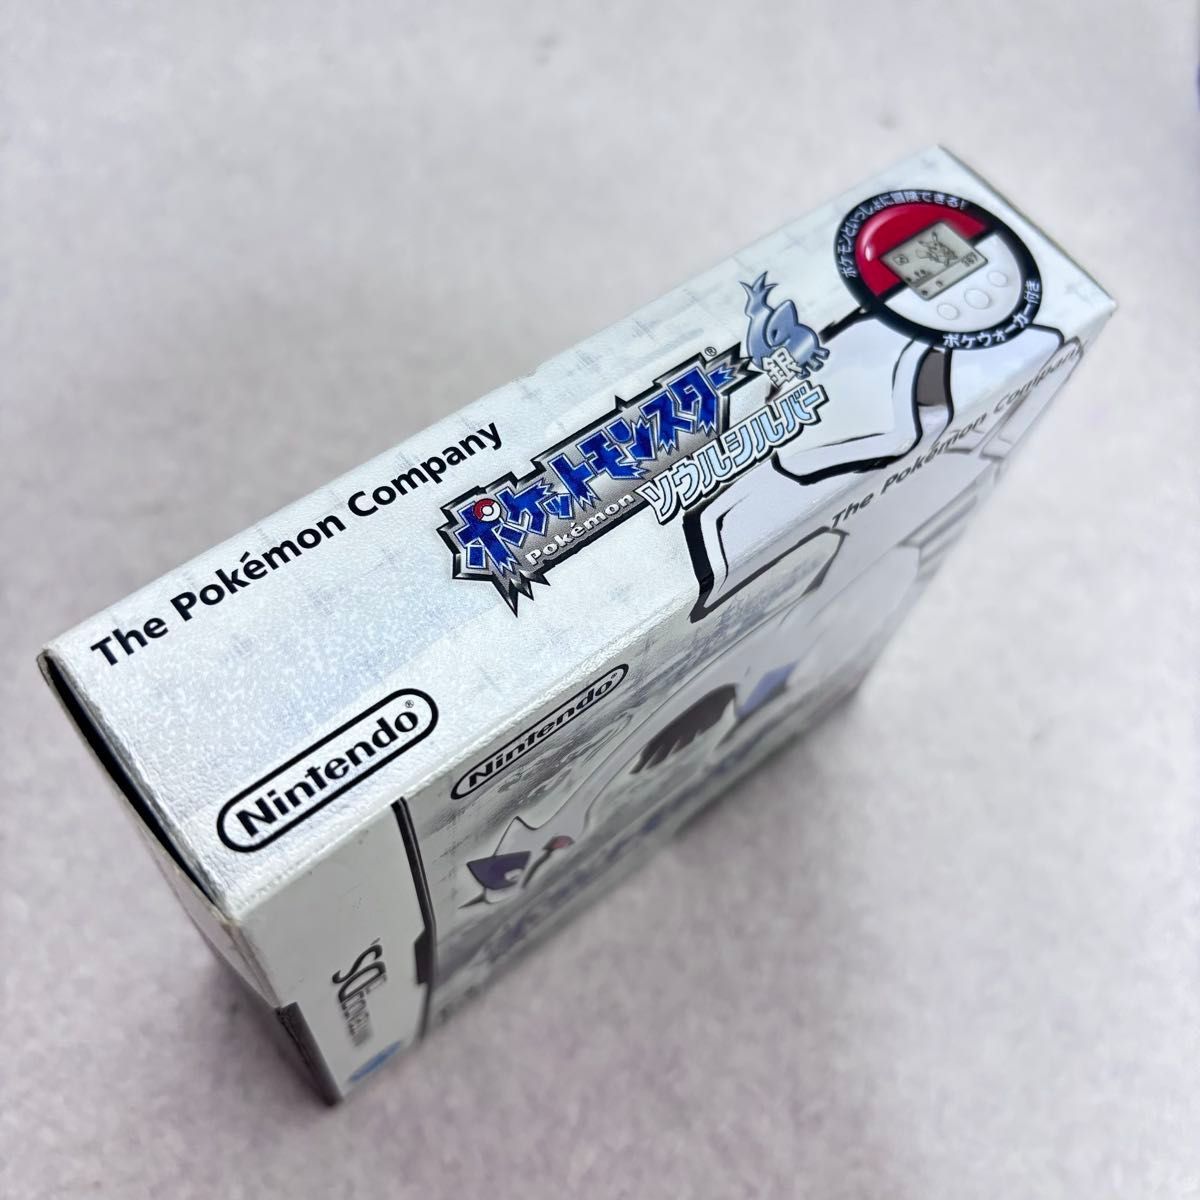 The Pokémon Company
Nintendo®
ポケットモンスター®
Pokémon
銀
ソウルシルバー
ポケモンといっしょに冒険できる!
ポケウォーカー付き
The Pokémon Company
Nintendo®